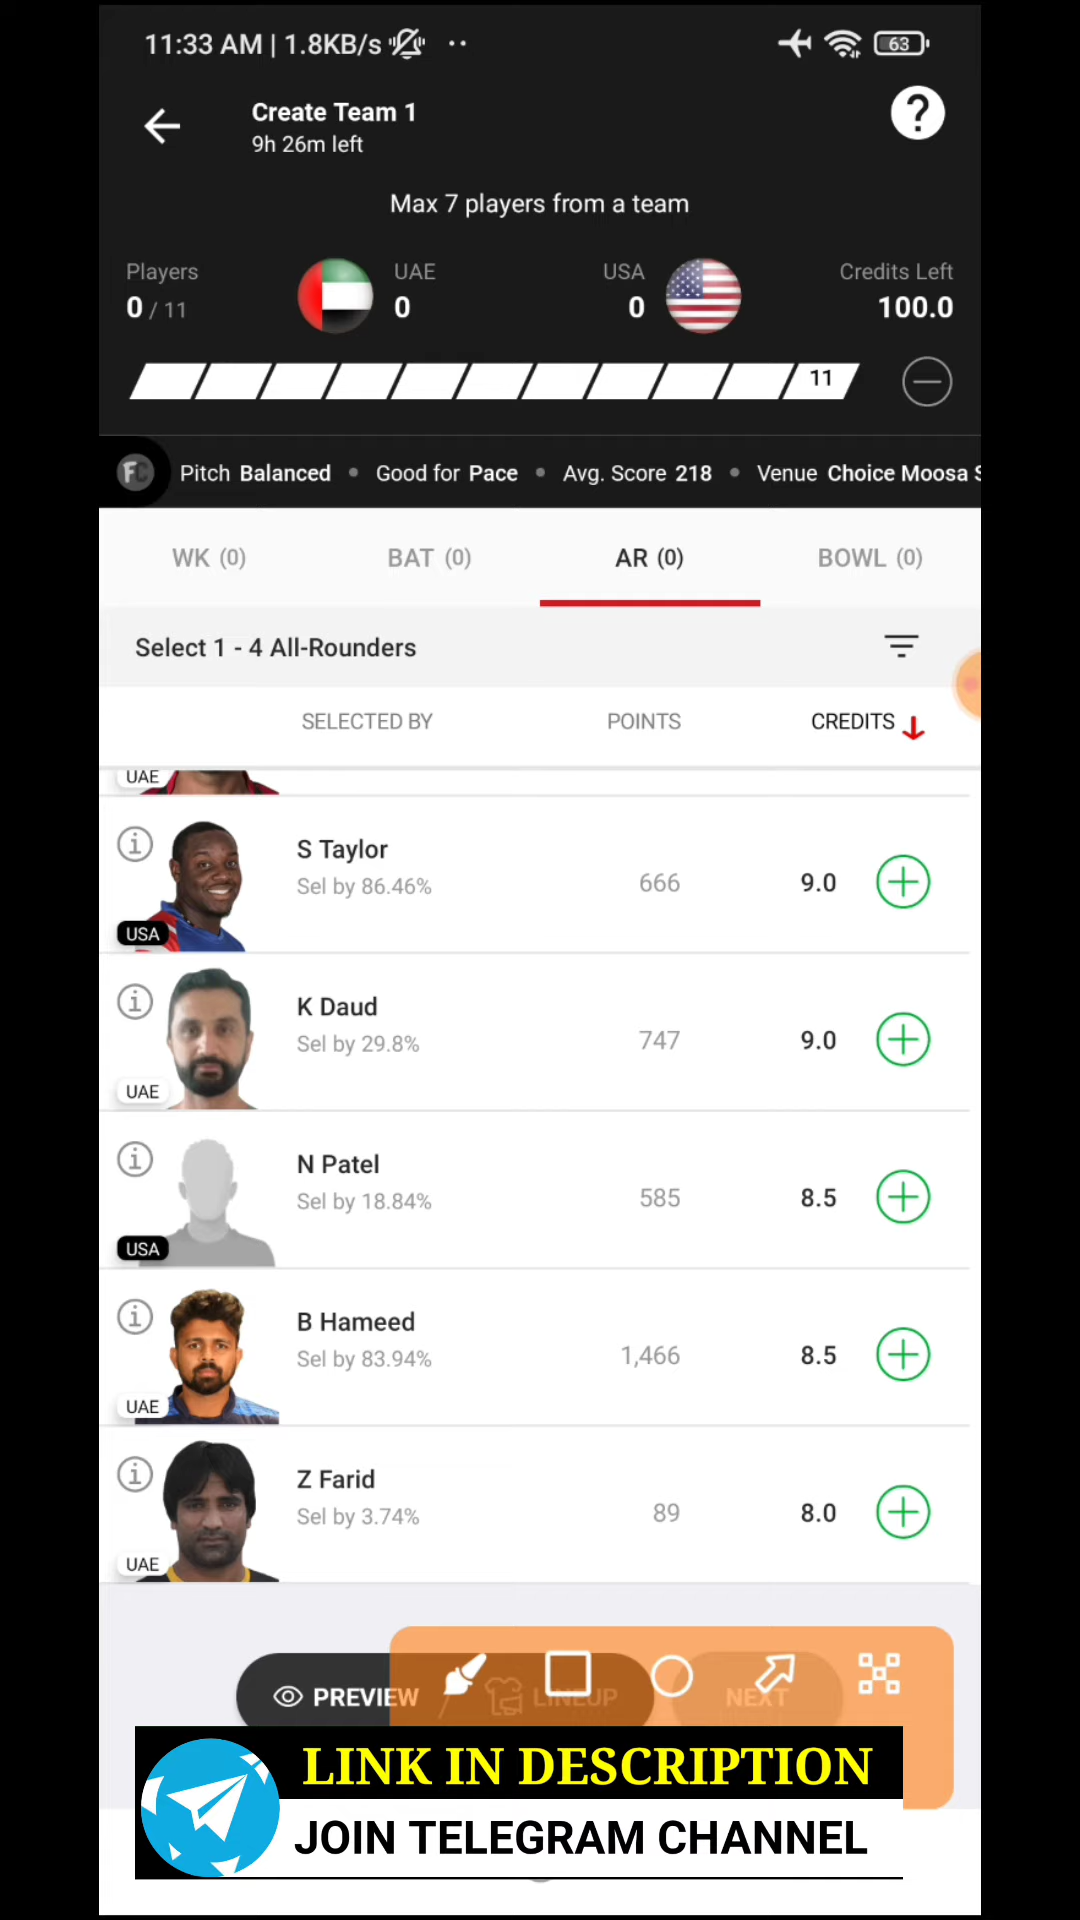 11:33 AM | 1.8KB/s
63
Create Team 1
9h 26m left
?
Max 7 players from a team
Players UAE USA Credits Left
0 / 11 0 0 100.0
11
FC Pitch Balanced • Good for Pace • Avg. Score 218 • Venue Choice Moosa S
WK (0) BAT (0) AR (0) BOWL (0)
Select 1 - 4 All-Rounders
SELECTED BY POINTS CREDITS
UAE
S Taylor
Sel by 86.46% 666 9.0
USA
K Daud
Sel by 29.8% 747 9.0
UAE
N Patel
Sel by 18.84% 585 8.5
USA
B Hameed
Sel by 83.94% 1,466 8.5
UAE
Z Farid
Sel by 3.74% 89 8.0
UAE
PREVIEW LINEUP NEXT
LINK IN DESCRIPTION
JOIN TELEGRAM CHANNEL